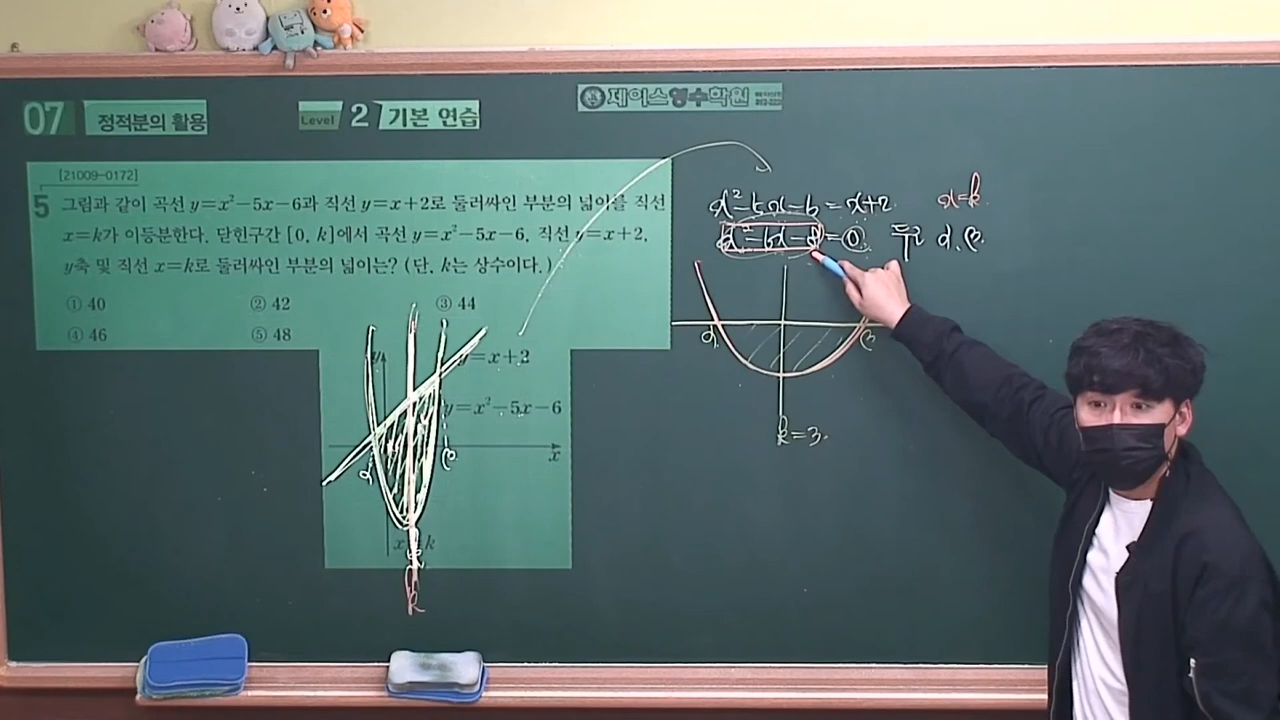 07 정적분의 활용 Level 2 기본 연습
제이스영수학원
[21009-0172]
5 그림과 같이 곡선 y=x²-5x-6과 직선 y=x+2로 둘러싸인 부분의 넓이를 직선
x=k가 이등분한다. 닫힌구간 [0, k]에서 곡선 y=x²-5x-6, 직선 y=x+2,
y축 및 직선 x=k로 둘러싸인 부분의 넓이는? (단, k는 상수이다.)
① 40 ② 42 ③ 44
④ 46 ⑤ 48
y
y=x+2
y=x²-5x-6
x
α β
x=k
k
x²-5x-6=x+2 x=k
x²-6x-8=0 두근 α, β
α β
k=3.